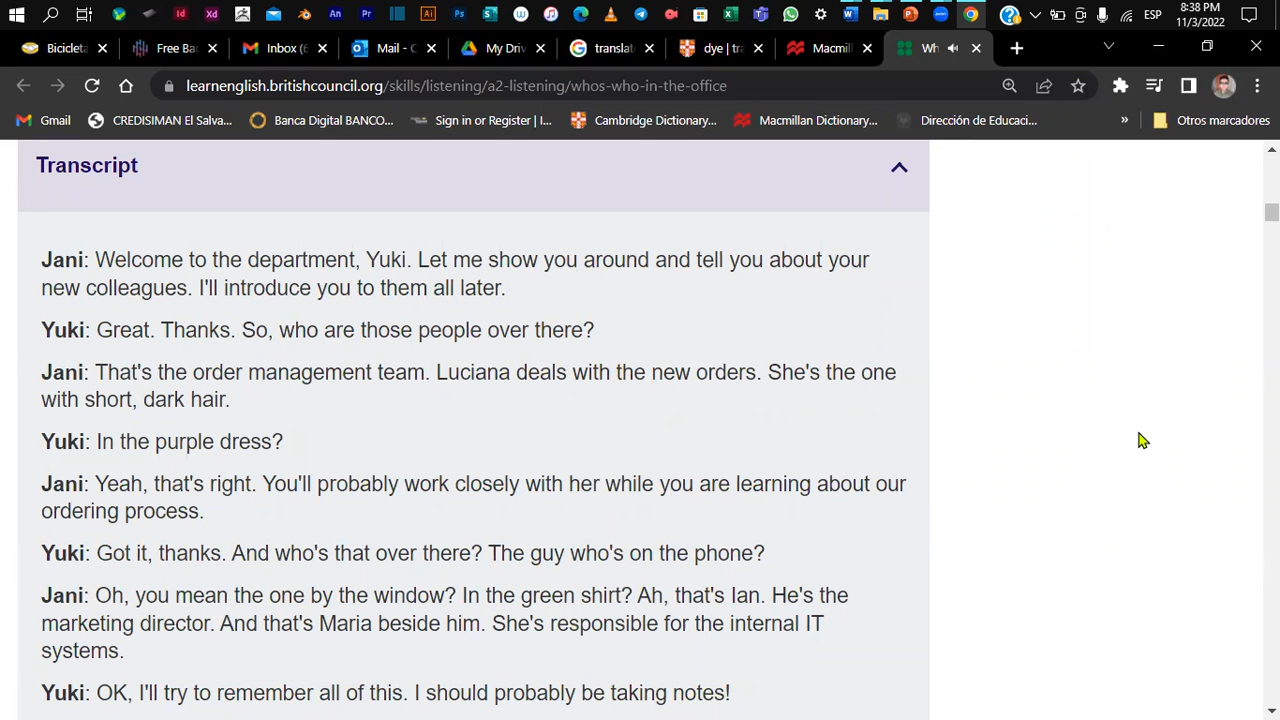 Id Xd An Pr Ai Ps S W X W P ESP 8:38 PM 11/3/2022
Bicicleta Free Ba Inbox (6 Mail - C My Driv translat dye | tra Macmill Wh
learnenglish.britishcouncil.org/skills/listening/a2-listening/whos-who-in-the-office
Gmail CREDISIMAN El Salva... Banca Digital BANCO... Sign in or Register | I... Cambridge Dictionary... Macmillan Dictionary... Dirección de Educaci... » Otros marcadores
Transcript
Jani: Welcome to the department, Yuki. Let me show you around and tell you about your
new colleagues. I'll introduce you to them all later.
Yuki: Great. Thanks. So, who are those people over there?
Jani: That's the order management team. Luciana deals with the new orders. She's the one
with short, dark hair.
Yuki: In the purple dress?
Jani: Yeah, that's right. You'll probably work closely with her while you are learning about our
ordering process.
Yuki: Got it, thanks. And who's that over there? The guy who's on the phone?
Jani: Oh, you mean the one by the window? In the green shirt? Ah, that's Ian. He's the
marketing director. And that's Maria beside him. She's responsible for the internal IT
systems.
Yuki: OK, I'll try to remember all of this. I should probably be taking notes!